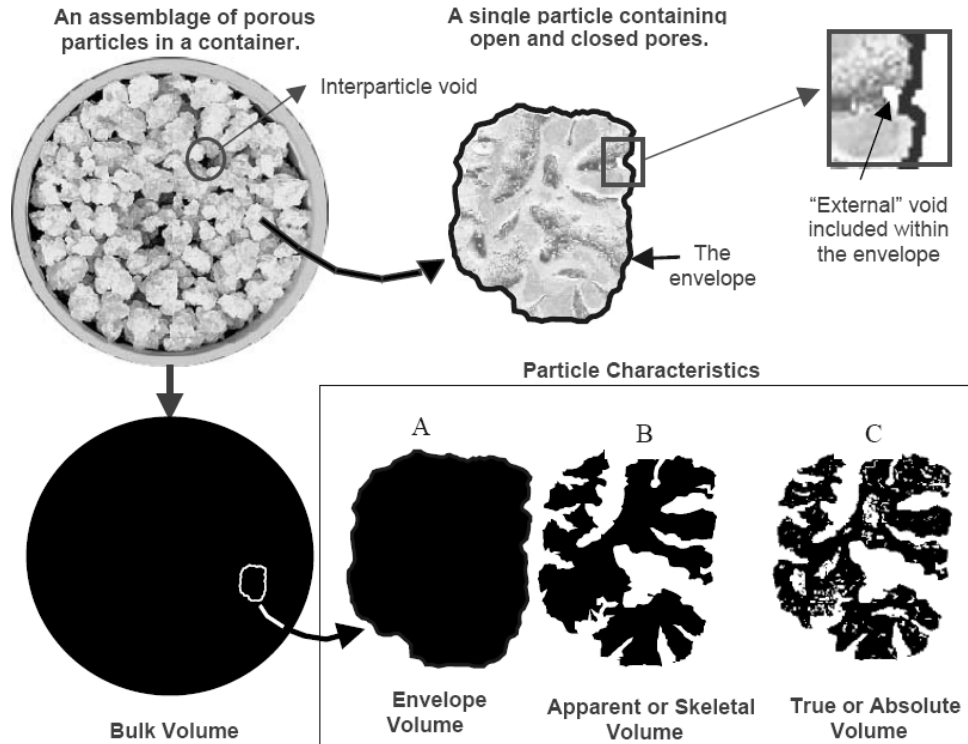 An assemblage of porous
particles in a container.
A single particle containing
open and closed pores.
Interparticle void
"External" void
included within
the envelope
The
envelope
Particle Characteristics
A
B
C
Bulk Volume
Envelope
Volume
Apparent or Skeletal
Volume
True or Absolute
Volume